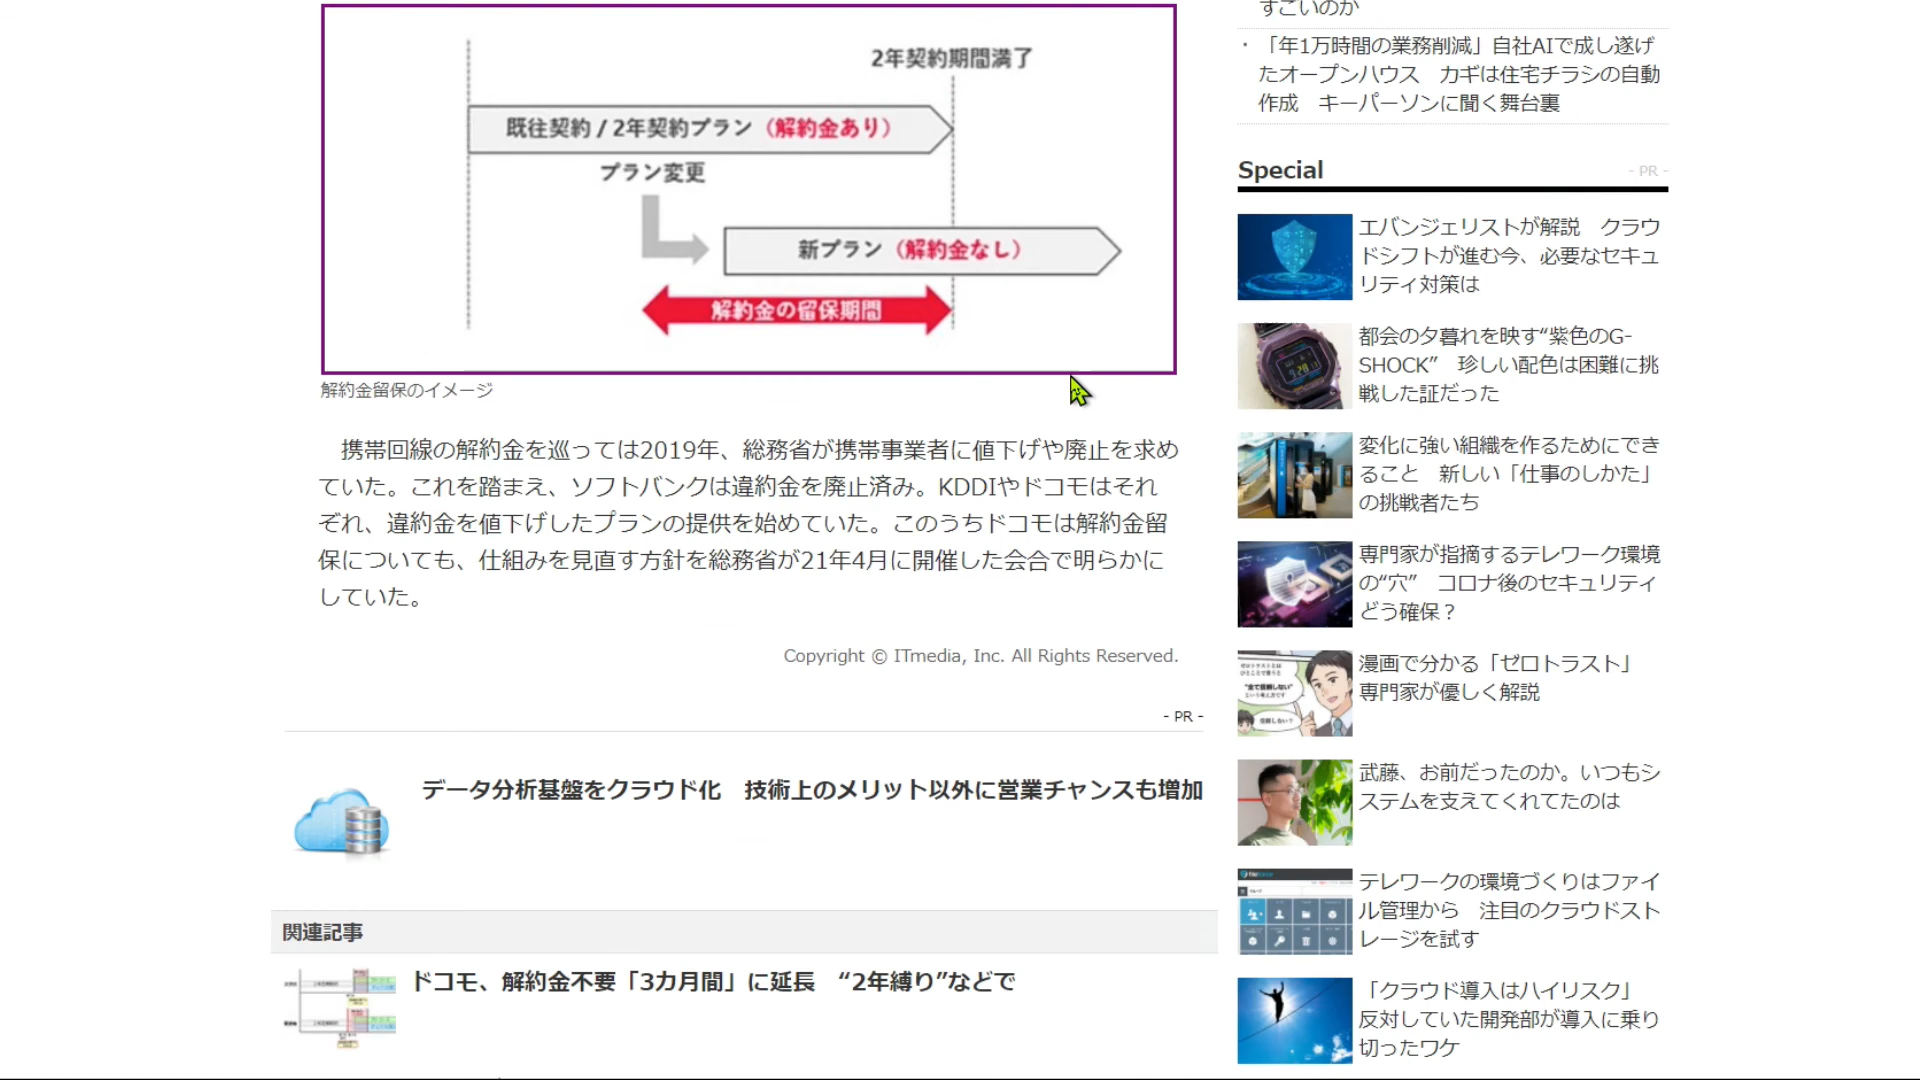 2年契約期間満了
既往契約 / 2年契約プラン（解約金あり）
プラン変更
新プラン（解約金なし）
解約金の留保期間
解約金留保のイメージ
携帯回線の解約金を巡っては2019年、総務省が携帯事業者に値下げや廃止を求め
ていた。これを踏まえ、ソフトバンクは違約金を廃止済み。KDDIやドコモはそれ
ぞれ、違約金を値下げしたプランの提供を始めていた。このうちドコモは解約金留
保についても、仕組みを見直す方針を総務省が21年4月に開催した会合で明らかに
していた。
Copyright © ITmedia, Inc. All Rights Reserved.
- PR -
データ分析基盤をクラウド化　技術上のメリット以外に営業チャンスも増加
関連記事
ドコモ、解約金不要「3カ月間」に延長　“2年縛り”などで
すごいのか
・「年1万時間の業務削減」自社AIで成し遂げ
たオープンハウス　カギは住宅チラシの自動
作成　キーパーソンに聞く舞台裏
Special
- PR -
エバンジェリストが解説　クラウ
ドシフトが進む今、必要なセキュ
リティ対策は
都会の夕暮れを映す“紫色のG-
SHOCK”　珍しい配色は困難に挑
戦した証だった
変化に強い組織を作るためにでき
ること　新しい「仕事のしかた」
の挑戦者たち
専門家が指摘するテレワーク環境
の“穴”　コロナ後のセキュリティ
どう確保？
漫画で分かる「ゼロトラスト」
専門家が優しく解説
武藤、お前だったのか。いつもシ
ステムを支えてくれてたのは
テレワークの環境づくりはファイ
ル管理から　注目のクラウドスト
レージを試す
「クラウド導入はハイリスク」
反対していた開発部が導入に乗り
切ったワケ